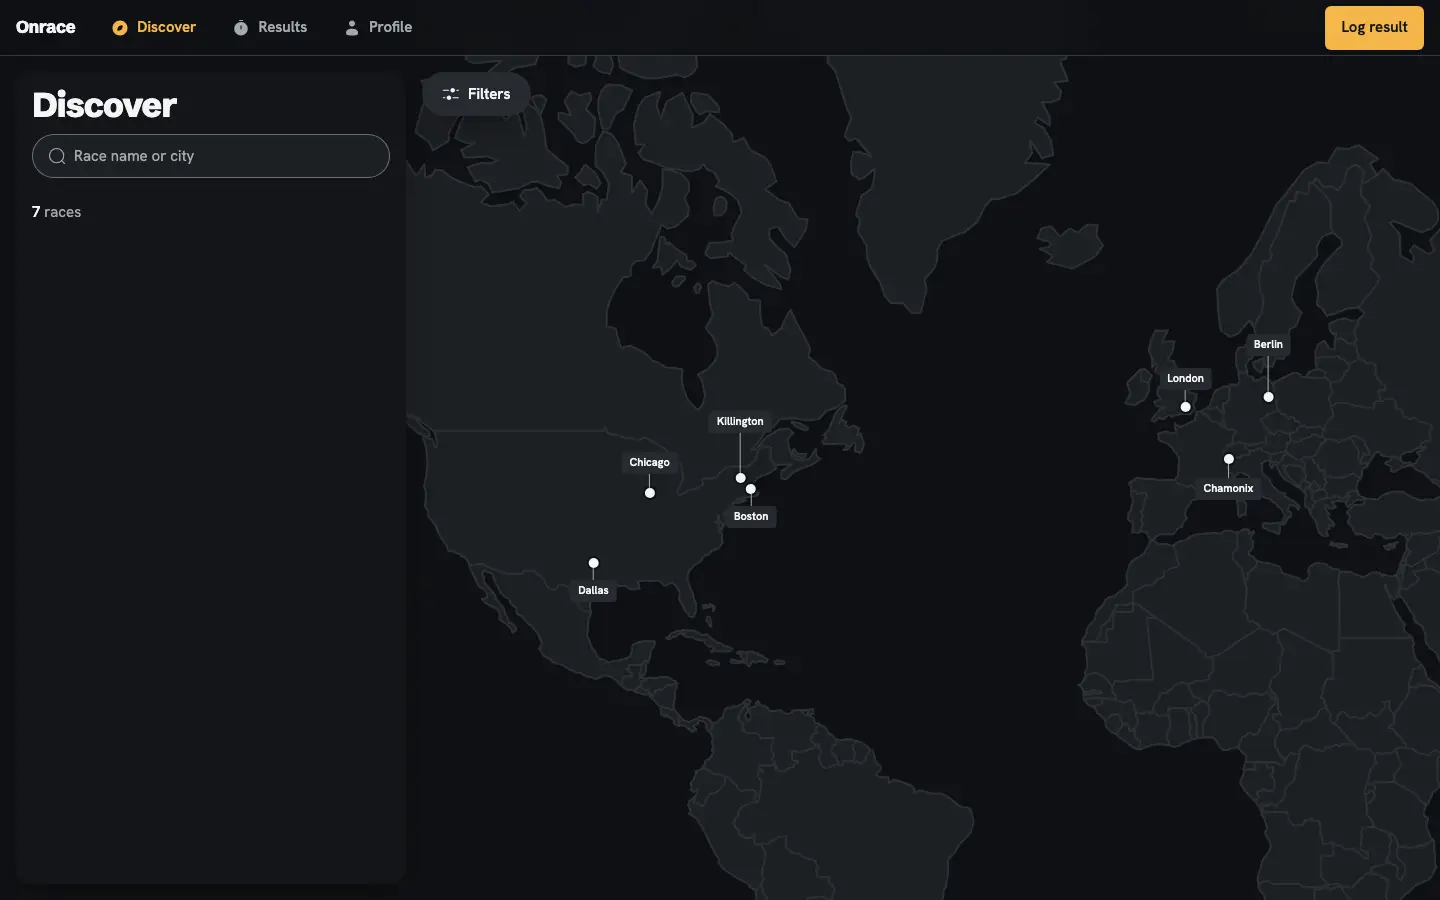 Onrace
Discover
Results
Profile
Log result
Discover
Race name or city
7 races
Filters
Berlin
London
Killington
Chicago
Chamonix
Boston
Dallas